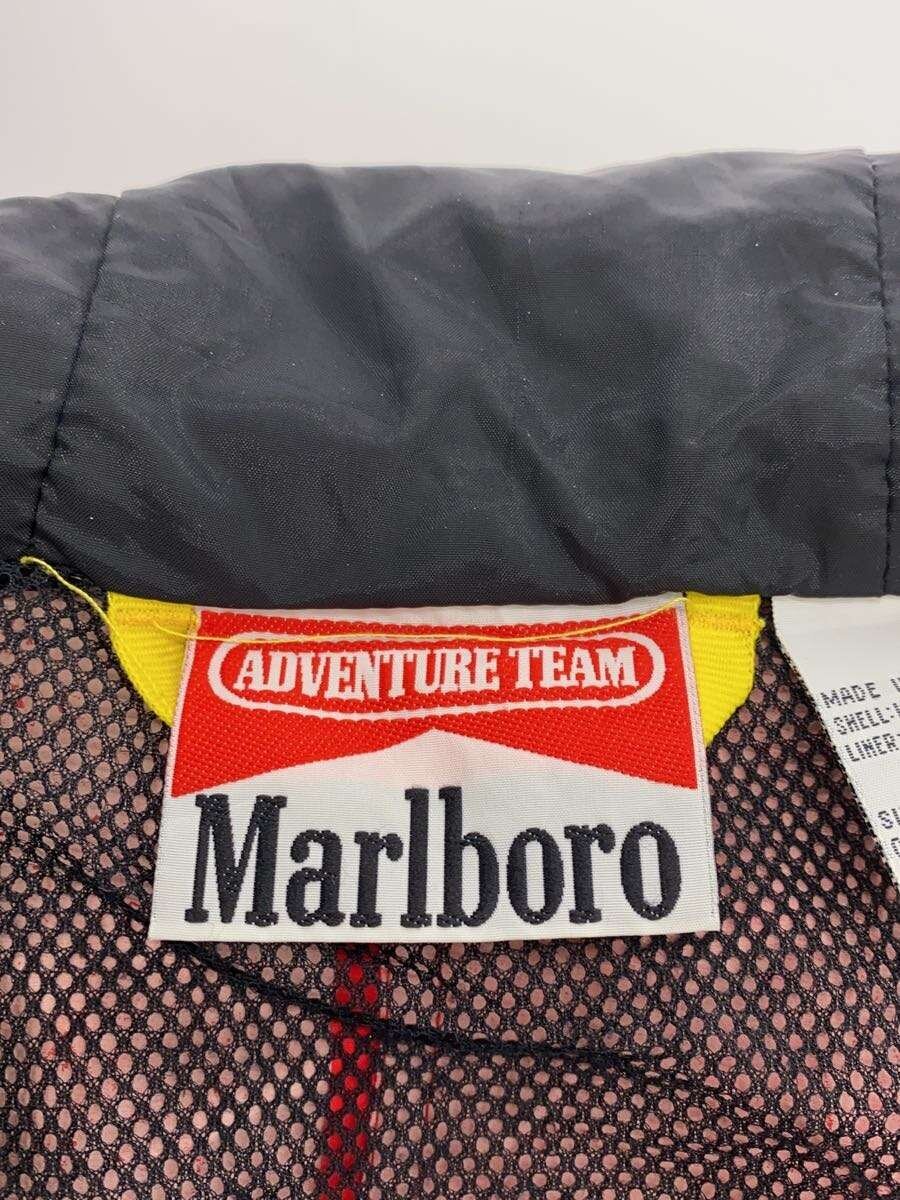 ADVENTURE TEAM
Marlboro
MADE
SHELL-
LINER